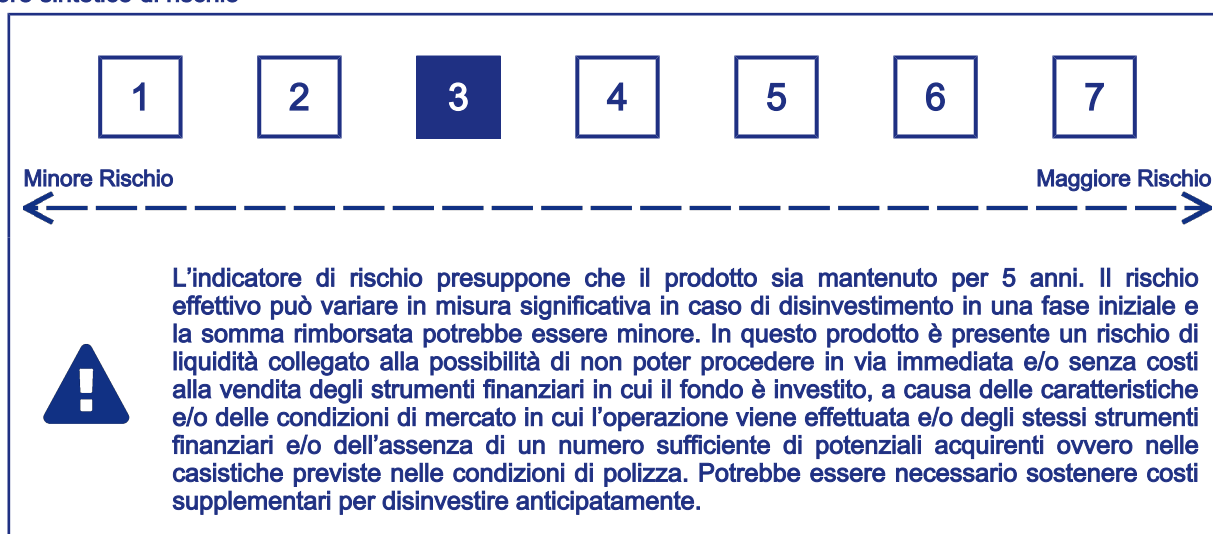 sintetico di rischio
1 2 3 4 5 6 7
Minore Rischio Maggiore Rischio
L'indicatore di rischio presuppone che il prodotto sia mantenuto per 5 anni. Il rischio
effettivo può variare in misura significativa in caso di disinvestimento in una fase iniziale e
la somma rimborsata potrebbe essere minore. In questo prodotto è presente un rischio di
liquidità collegato alla possibilità di non poter procedere in via immediata e/o senza costi
alla vendita degli strumenti finanziari in cui il fondo è investito, a causa delle caratteristiche
e/o delle condizioni di mercato in cui l'operazione viene effettuata e/o degli stessi strumenti
finanziari e/o dell'assenza di un numero sufficiente di potenziali acquirenti ovvero nelle
casistiche previste nelle condizioni di polizza. Potrebbe essere necessario sostenere costi
supplementari per disinvestire anticipatamente.